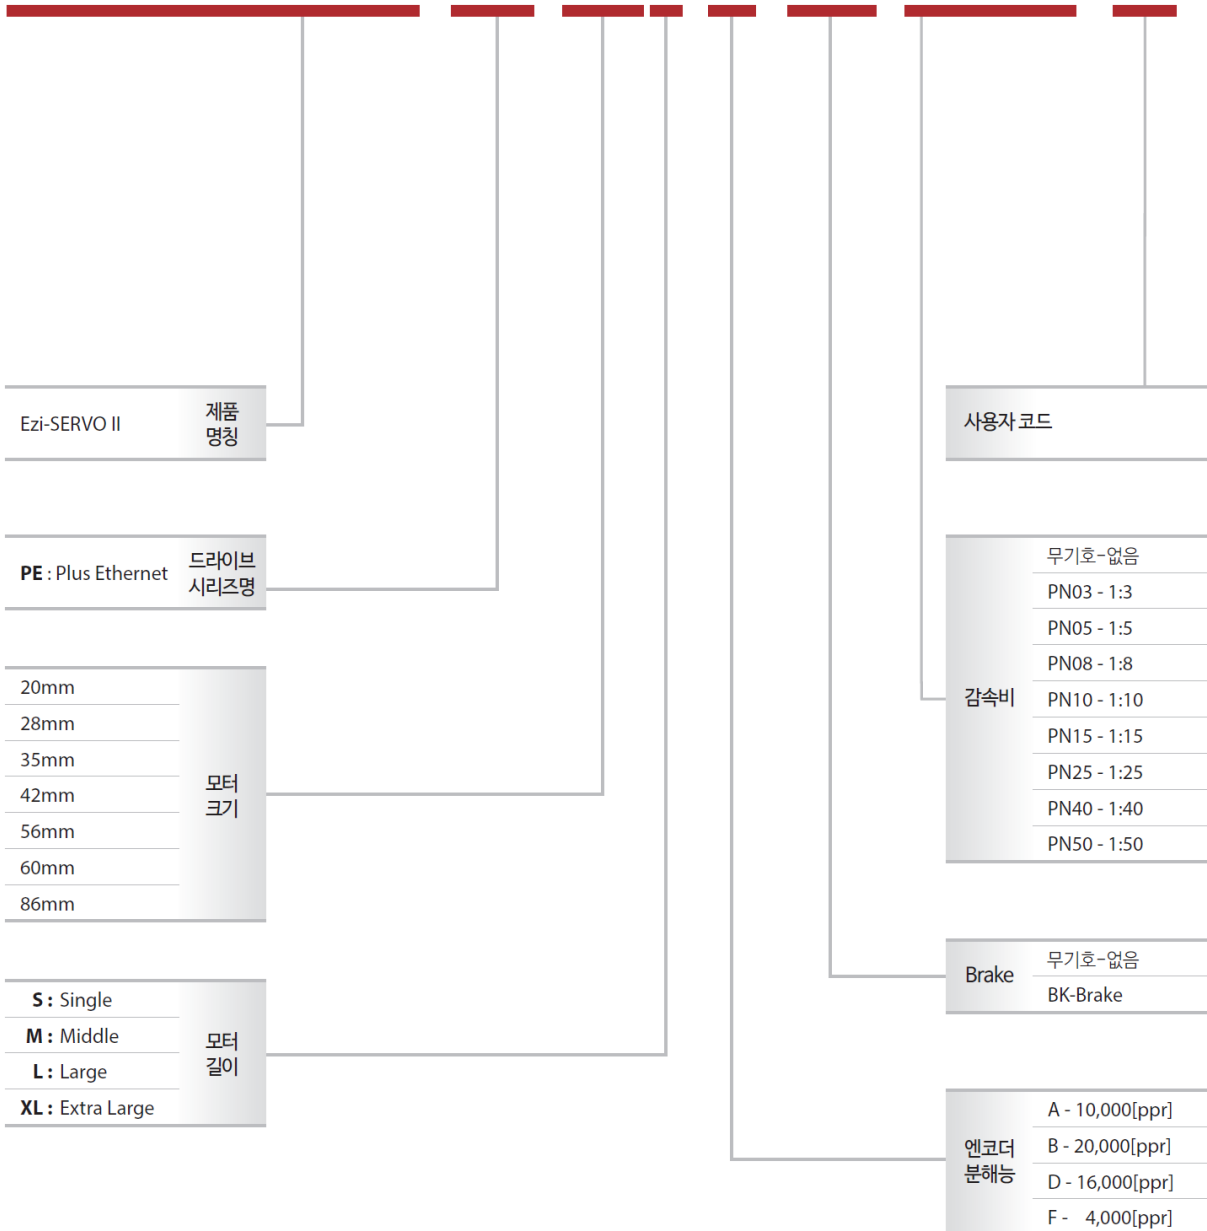 Ezi-SERVO II
제품
명칭
PE : Plus Ethernet
드라이브
시리즈명
20mm
28mm
35mm
42mm
56mm
60mm
86mm
모터
크기
S : Single
M : Middle
L : Large
XL : Extra Large
모터
길이
사용자 코드
감속비
무기호-없음
PN03 - 1:3
PN05 - 1:5
PN08 - 1:8
PN10 - 1:10
PN15 - 1:15
PN25 - 1:25
PN40 - 1:40
PN50 - 1:50
Brake
무기호-없음
BK-Brake
엔코더
분해능
A - 10,000[ppr]
B - 20,000[ppr]
D - 16,000[ppr]
F - 4,000[ppr]